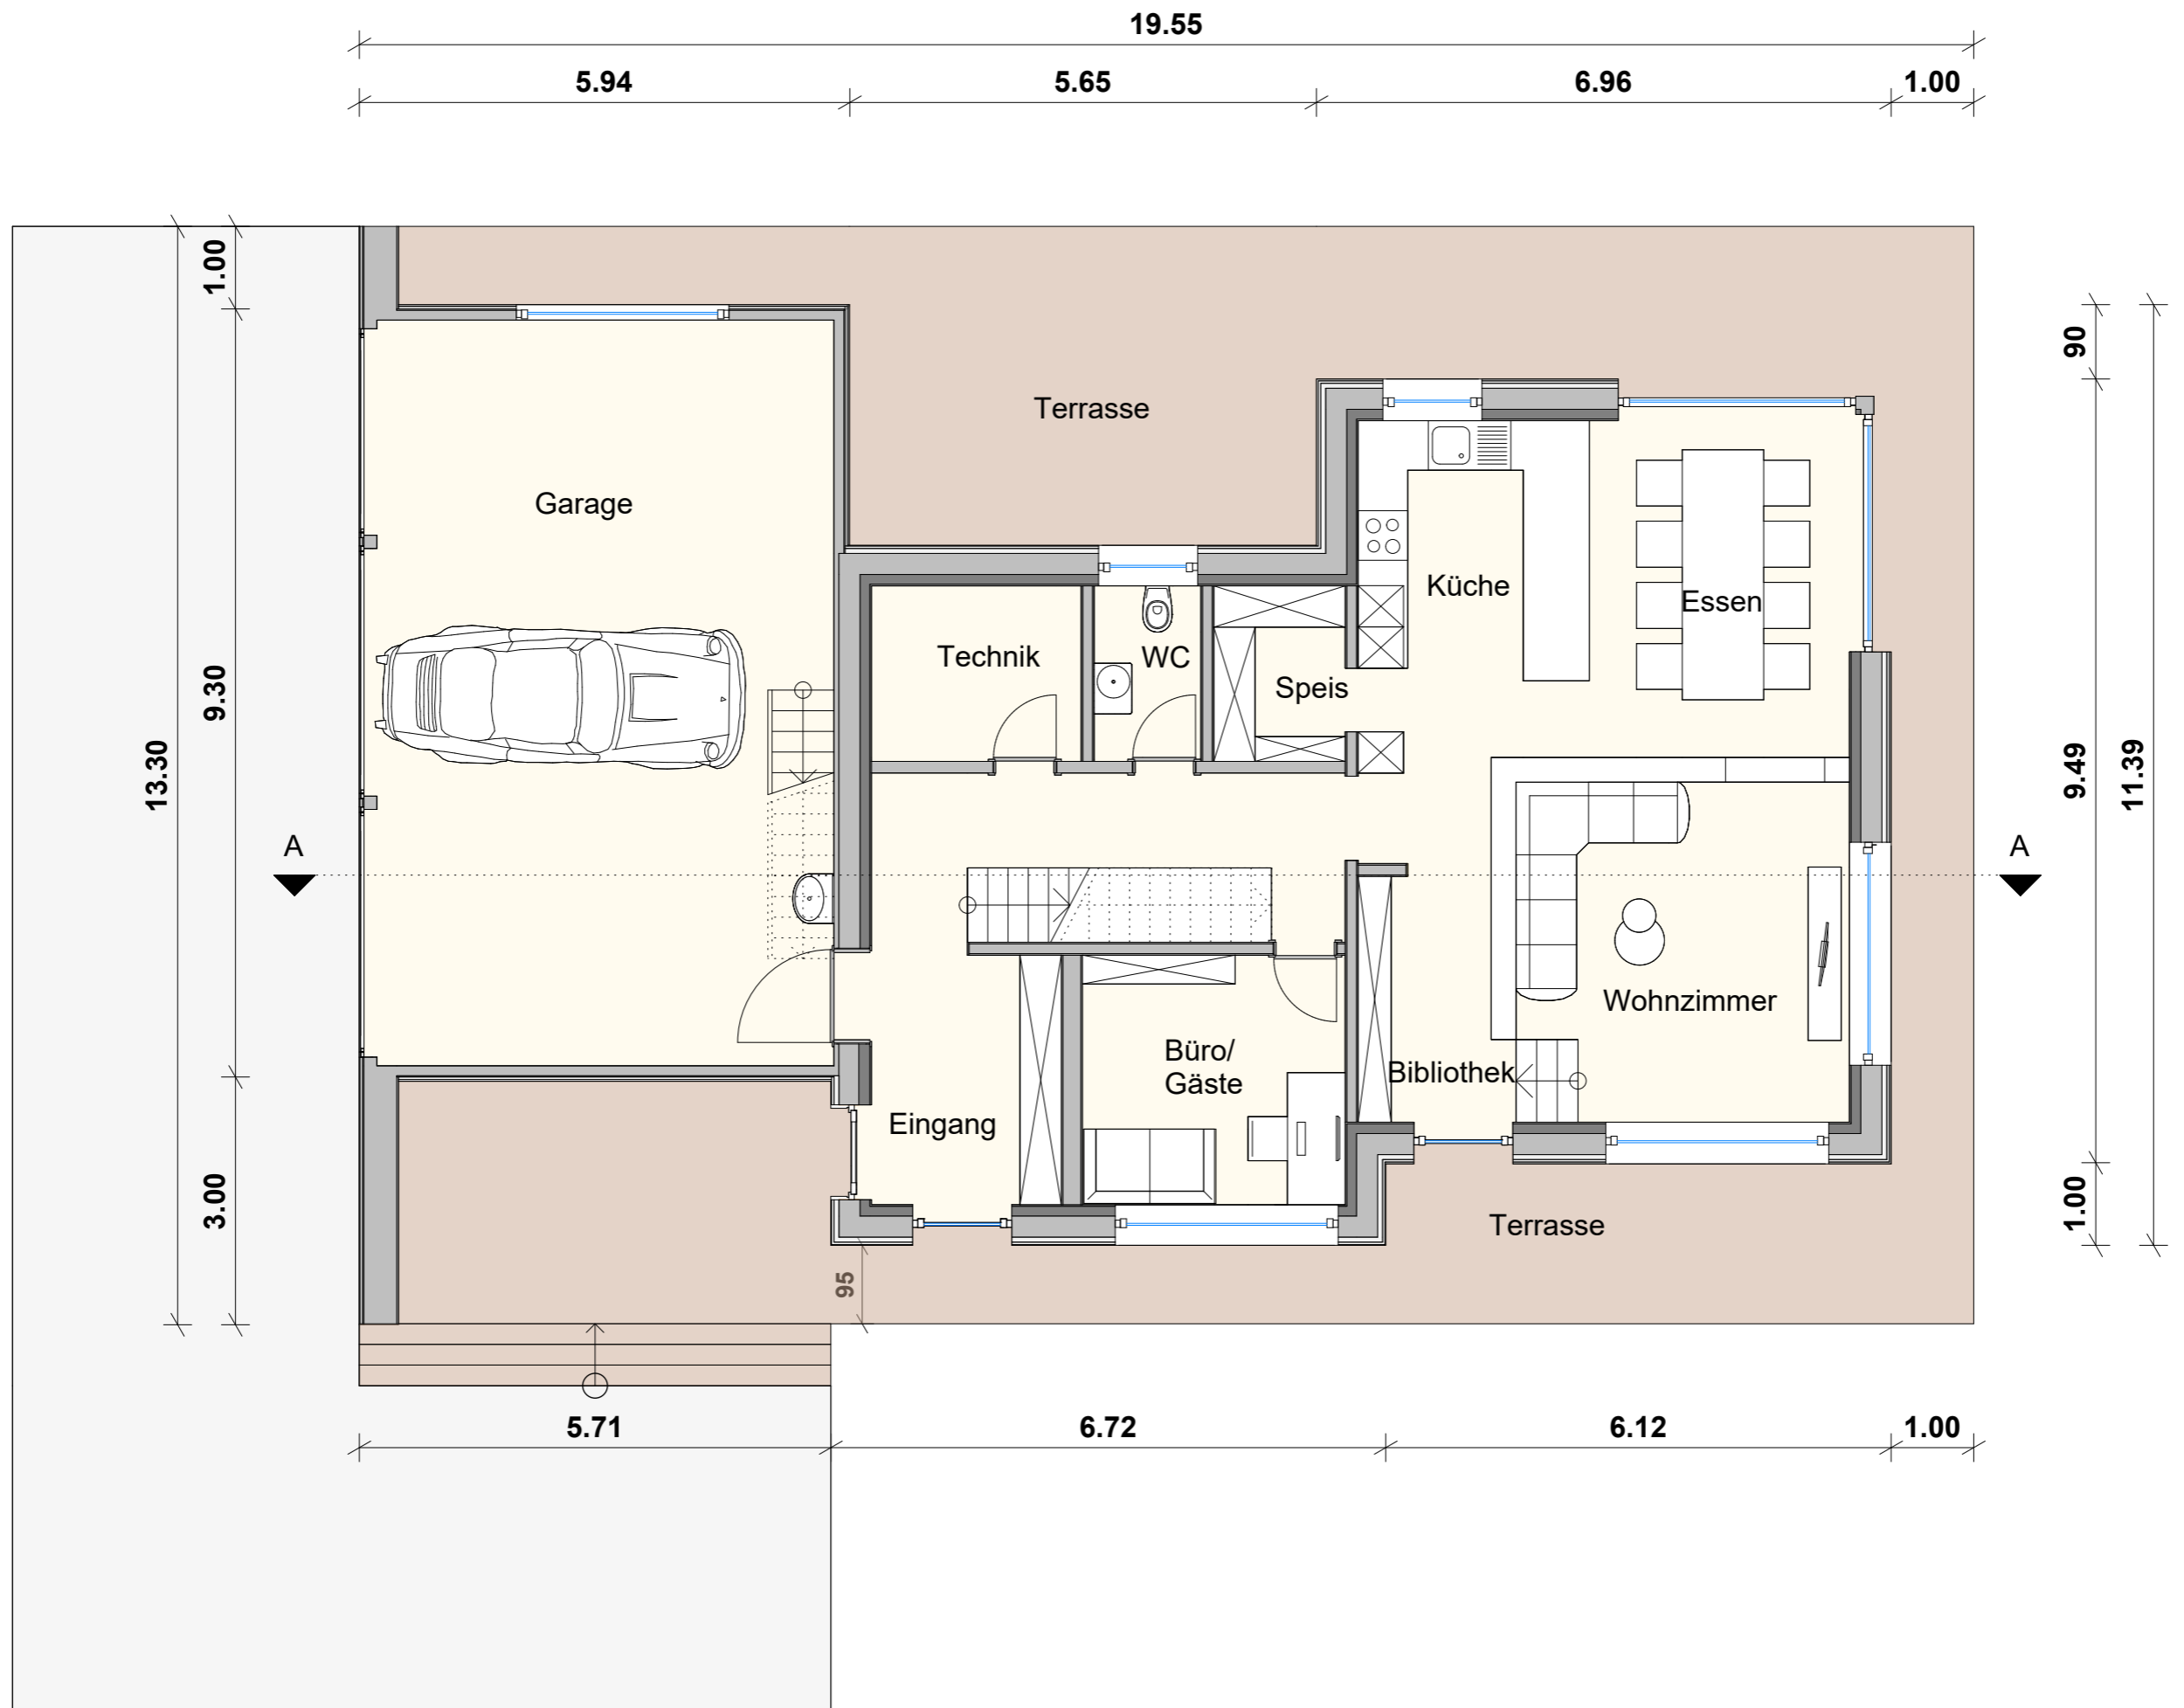 19.55
5.94 5.65 6.96 1.00
1.00
90
Terrasse
Garage
Küche
Essen
Technik
WC
Speis
9.30
13.30
9.49
11.39
A
A
Wohnzimmer
Büro/
Gäste
Bibliothek
Eingang
3.00
1.00
Terrasse
95
5.71 6.72 6.12 1.00